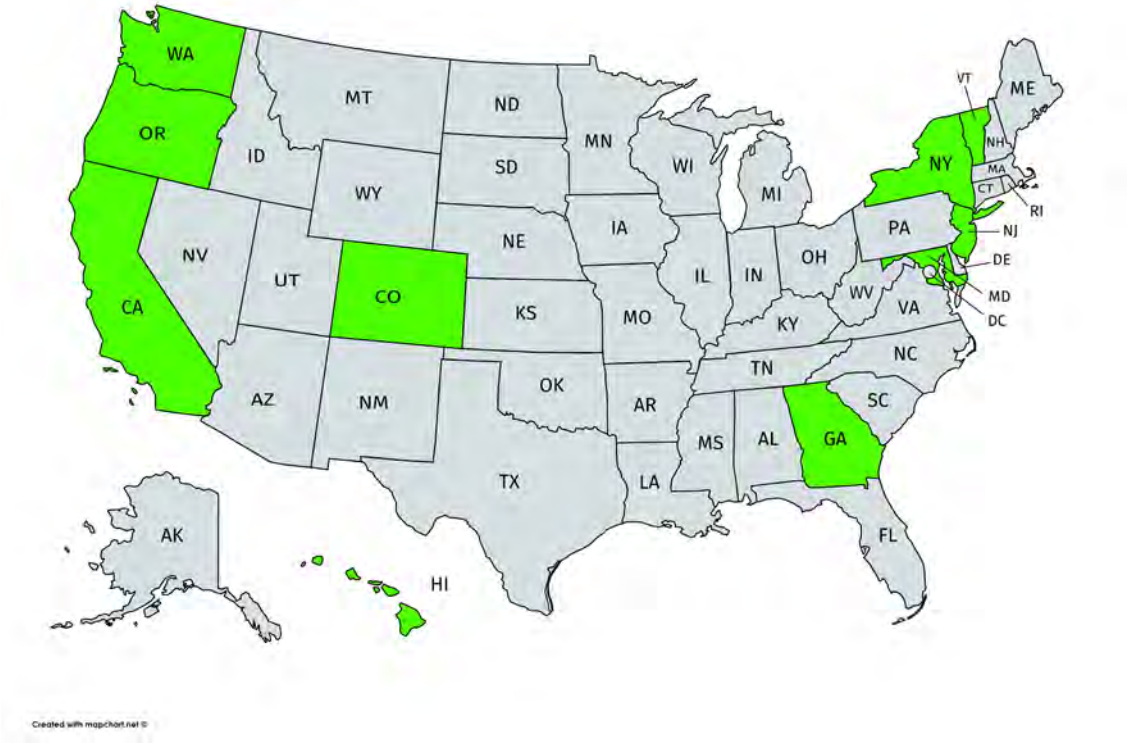 WA
OR
CA
ID
NV
MT
WY
UT
CO
AZ
NM
ND
SD
NE
KS
OK
TX
MN
IA
MO
AR
LA
WI
IL
MI
IN
OH
KY
TN
MS
AL
GA
FL
SC
NC
VA
WV
PA
NY
VT
NH
ME
MA
CT
RI
NJ
DE
MD
DC
AK
HI
Created with mapchart.net ©